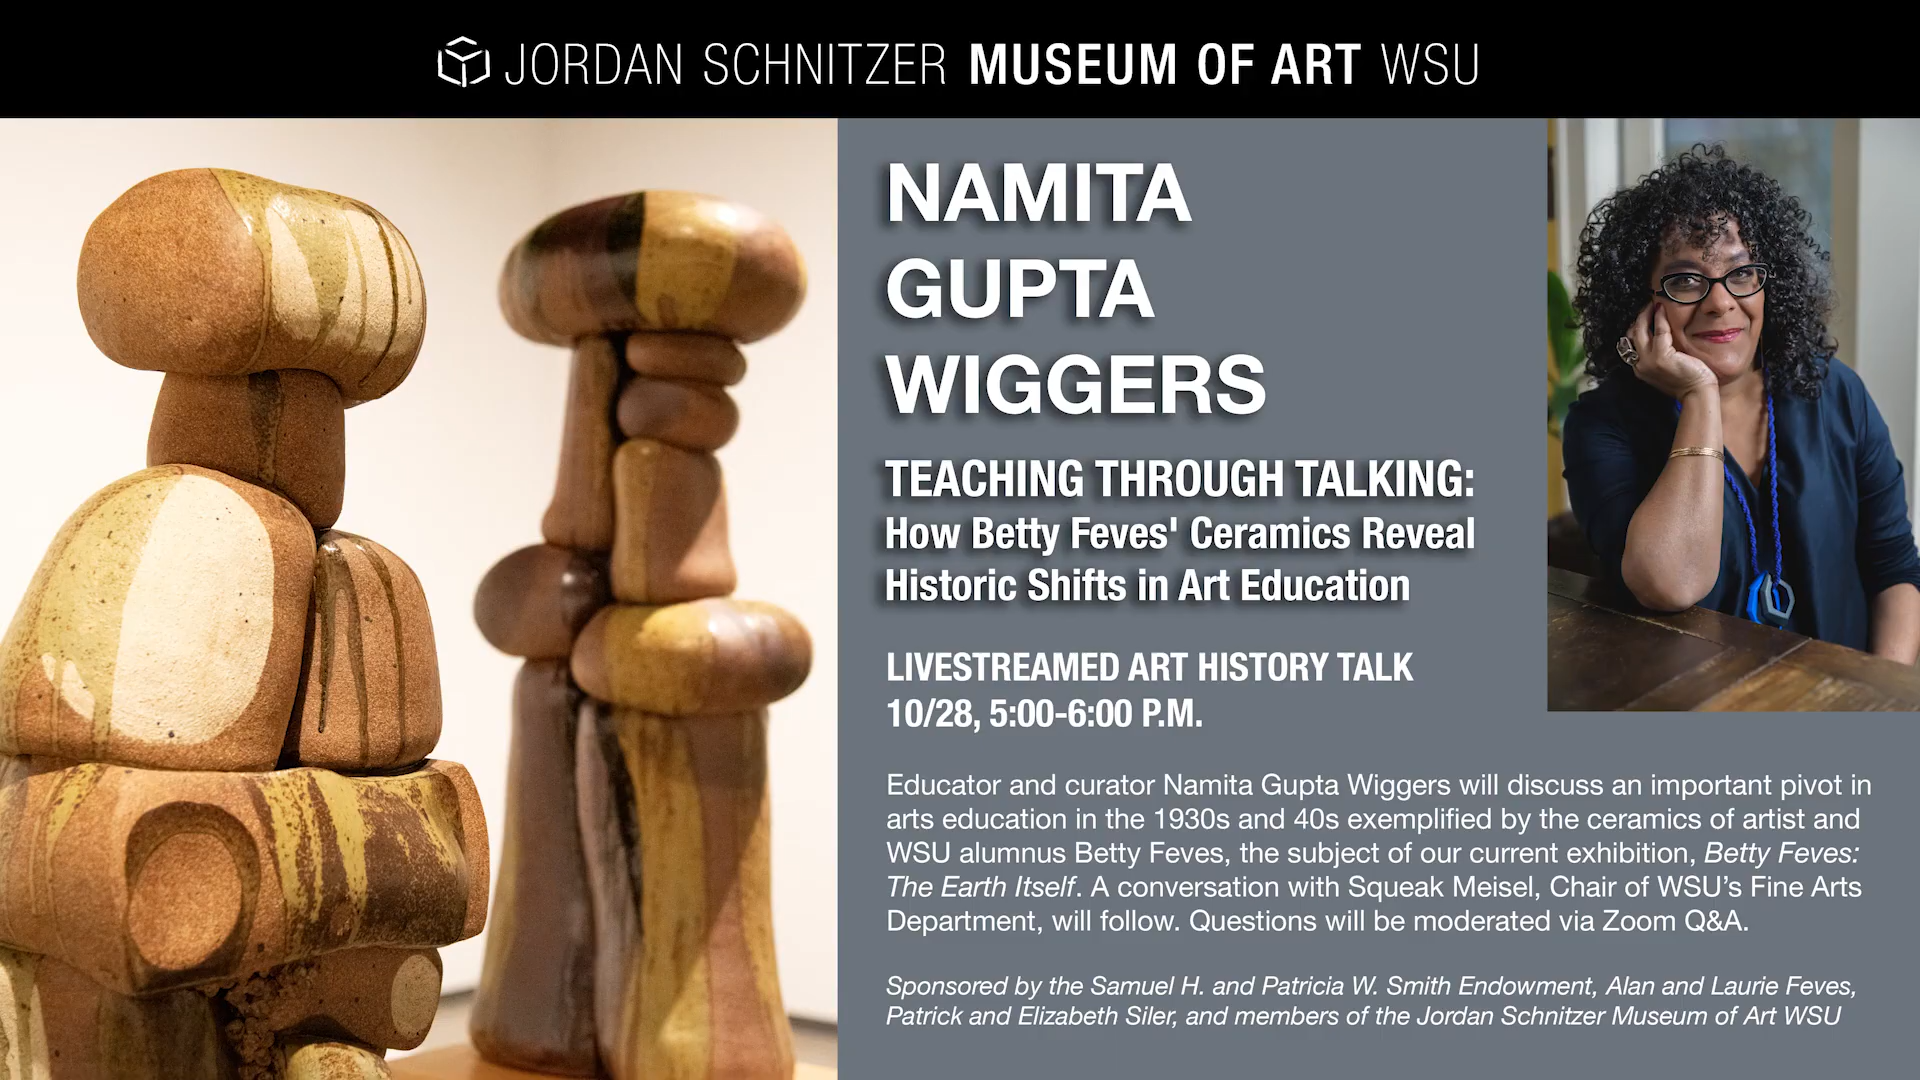 JORDAN SCHNITZER MUSEUM OF ART WSU
NAMITA
GUPTA
WIGGERS
TEACHING THROUGH TALKING:
How Betty Feves' Ceramics Reveal
Historic Shifts in Art Education
LIVESTREAMED ART HISTORY TALK
10/28, 5:00-6:00 P.M.
Educator and curator Namita Gupta Wiggers will discuss an important pivot in
arts education in the 1930s and 40s exemplified by the ceramics of artist and
WSU alumnus Betty Feves, the subject of our current exhibition, Betty Feves:
The Earth Itself. A conversation with Squeak Meisel, Chair of WSU’s Fine Arts
Department, will follow. Questions will be moderated via Zoom Q&A.
Sponsored by the Samuel H. and Patricia W. Smith Endowment, Alan and Laurie Feves,
Patrick and Elizabeth Siler, and members of the Jordan Schnitzer Museum of Art WSU